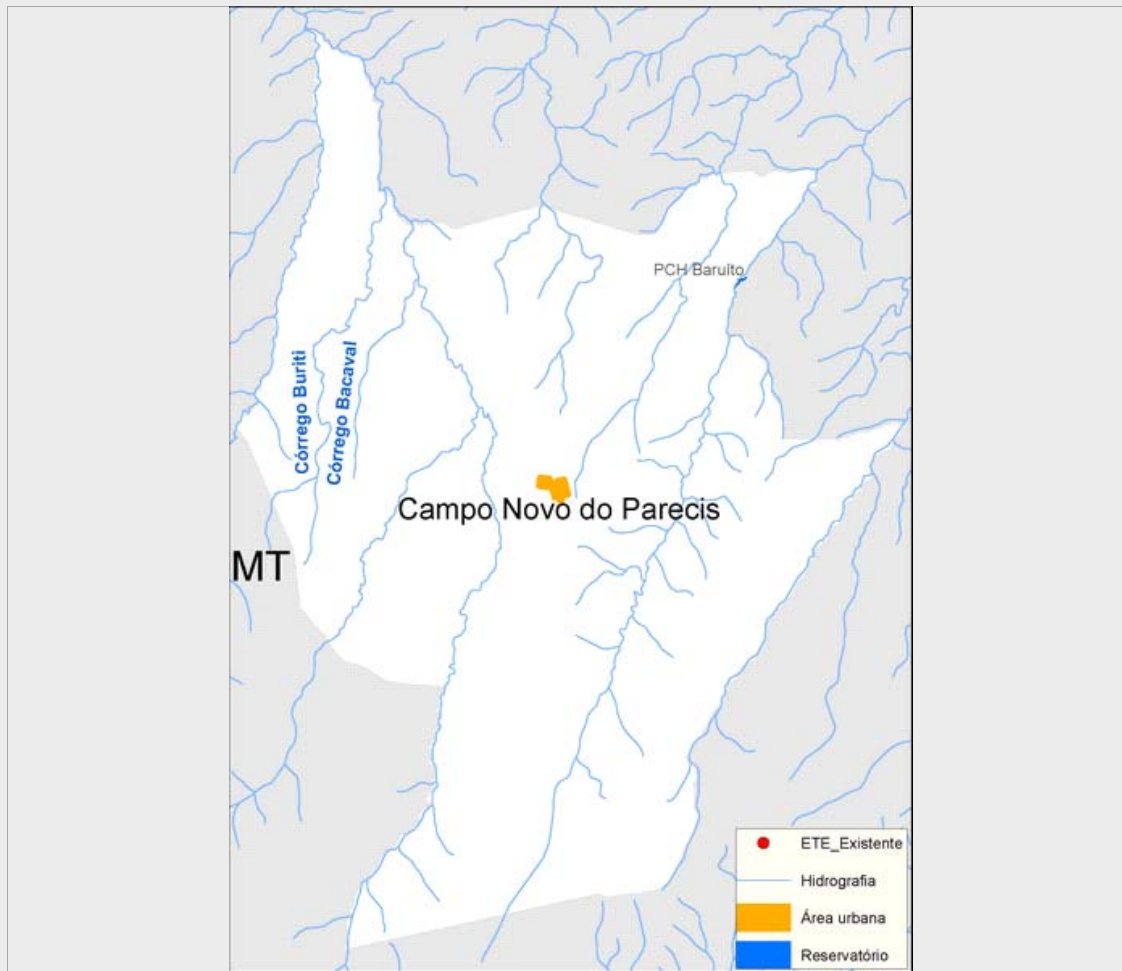 PCH Baruíto
Córrego Buriti
Córrego Bacaval
Campo Novo do Parecis
MT
ETE_Existente
Hidrografia
Área urbana
Reservatório